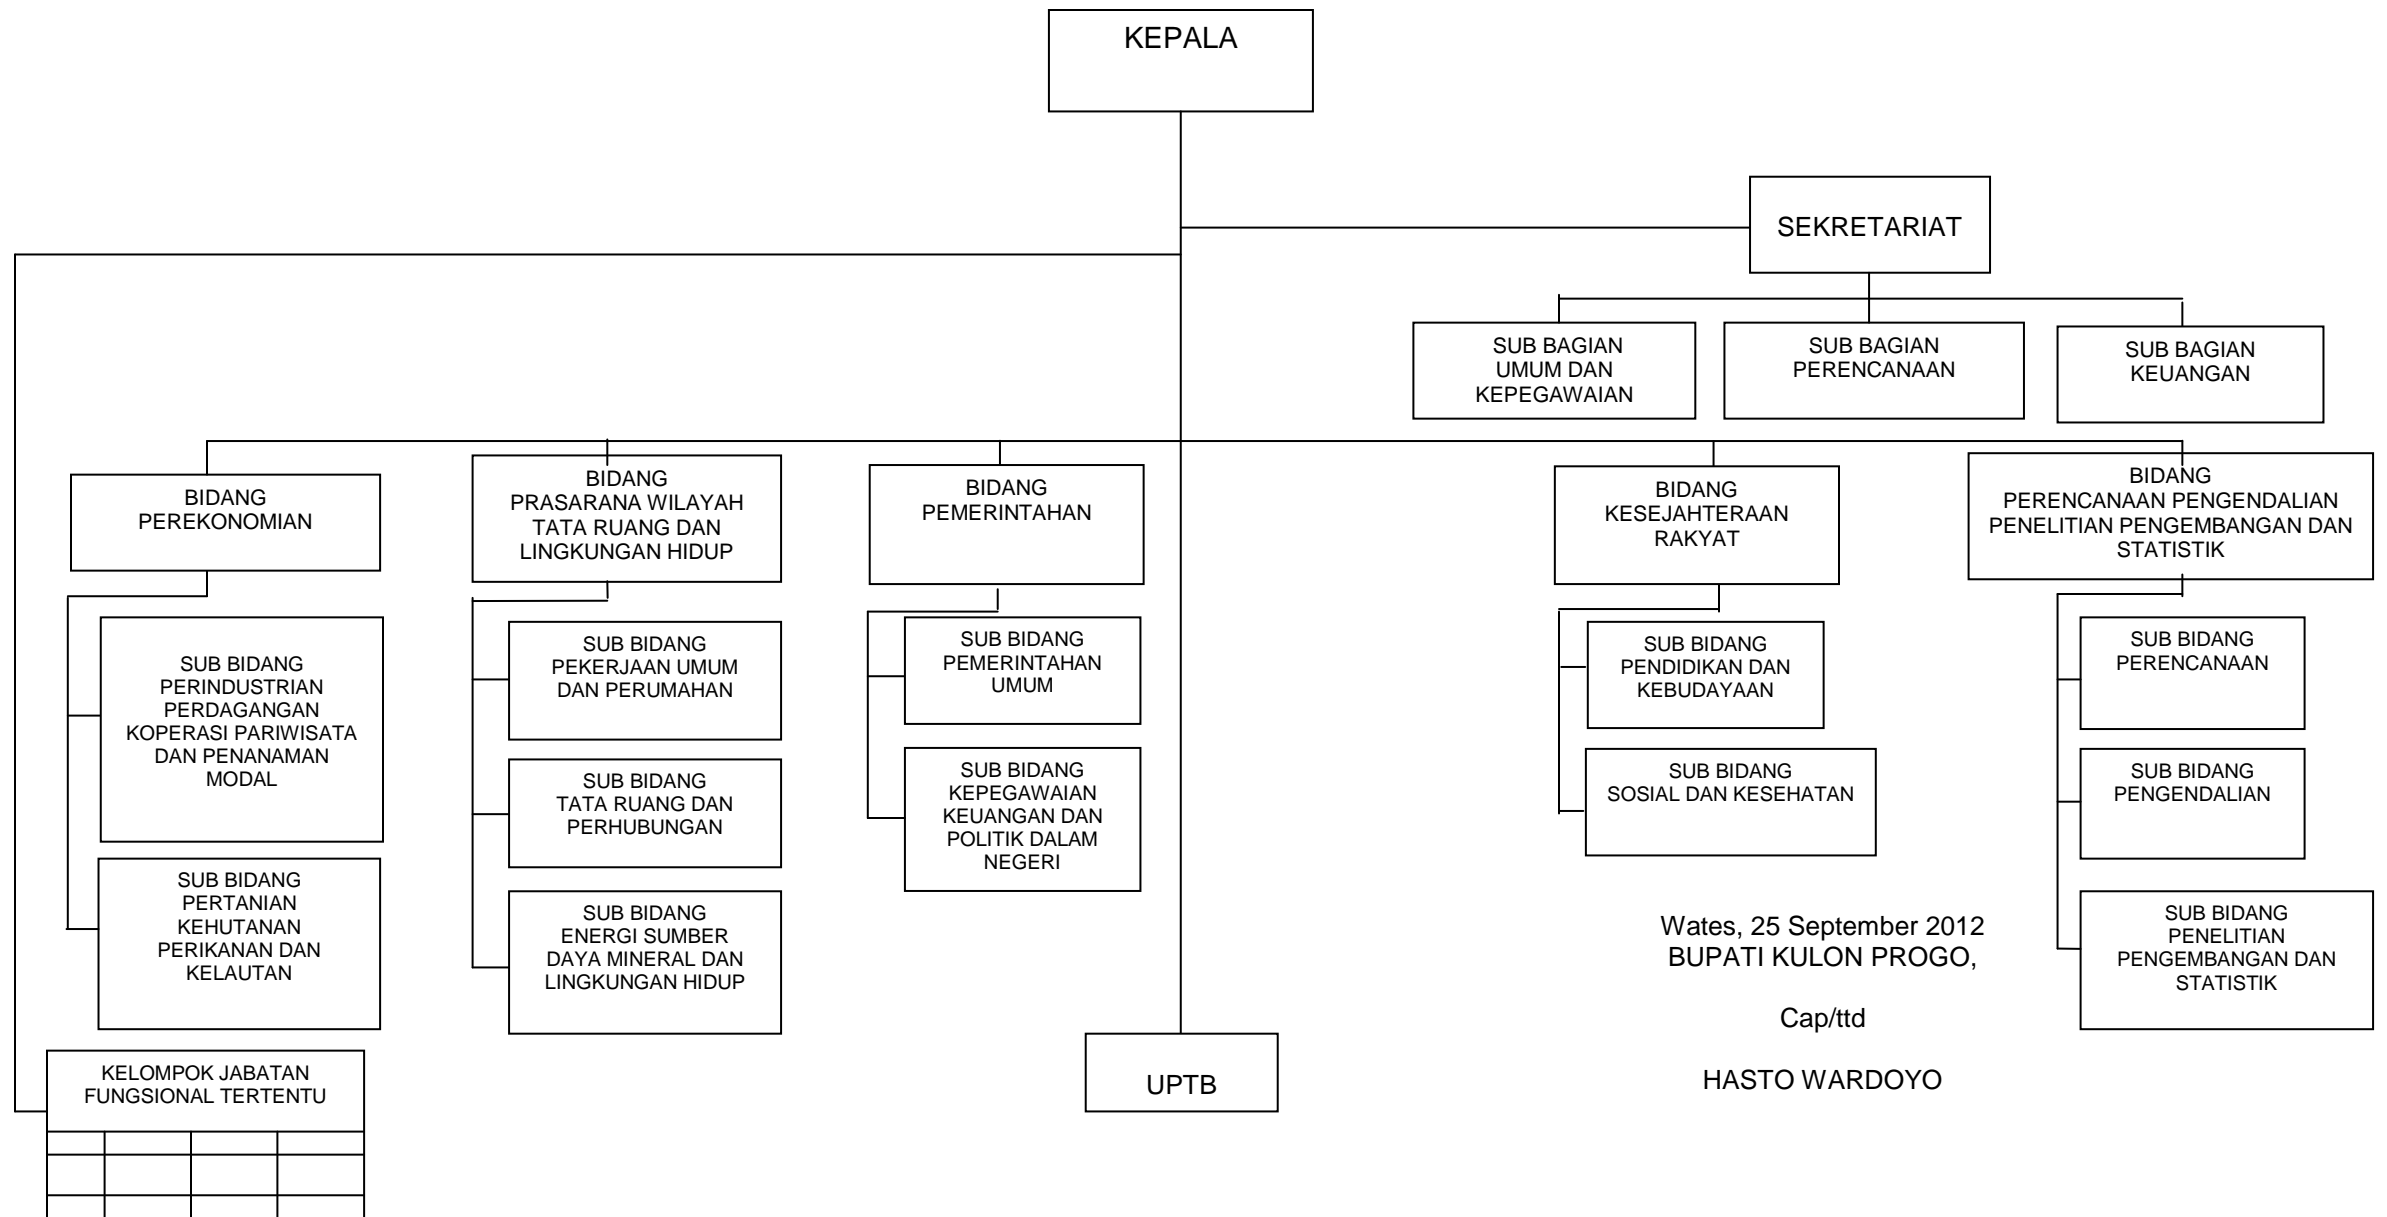 KEPALA
SEKRETARIAT
SUB BAGIAN
UMUM DAN
KEPEGAWAIAN
SUB BAGIAN
PERENCANAAN
SUB BAGIAN
KEUANGAN
BIDANG
PEREKONOMIAN
BIDANG
PRASARANA WILAYAH
TATA RUANG DAN
LINGKUNGAN HIDUP
BIDANG
PEMERINTAHAN
BIDANG
KESEJAHTERAAN
RAKYAT
BIDANG
PERENCANAAN PENGENDALIAN
PENELITIAN PENGEMBANGAN DAN
STATISTIK
SUB BIDANG
PERINDUSTRIAN
PERDAGANGAN
KOPERASI PARIWISATA
DAN PENANAMAN
MODAL
SUB BIDANG
PERTANIAN
KEHUTANAN
PERIKANAN DAN
KELAUTAN
SUB BIDANG
PEKERJAAN UMUM
DAN PERUMAHAN
SUB BIDANG
TATA RUANG DAN
PERHUBUNGAN
SUB BIDANG
ENERGI SUMBER
DAYA MINERAL DAN
LINGKUNGAN HIDUP
SUB BIDANG
PEMERINTAHAN
UMUM
SUB BIDANG
KEPEGAWAIAN
KEUANGAN DAN
POLITIK DALAM
NEGERI
SUB BIDANG
PENDIDIKAN DAN
KEBUDAYAAN
SUB BIDANG
SOSIAL DAN KESEHATAN
SUB BIDANG
PERENCANAAN
SUB BIDANG
PENGENDALIAN
SUB BIDANG
PENELITIAN
PENGEMBANGAN DAN
STATISTIK
KELOMPOK JABATAN
FUNGSIONAL TERTENTU
UPTB
Wates, 25 September 2012
BUPATI KULON PROGO,
Cap/ttd
HASTO WARDOYO